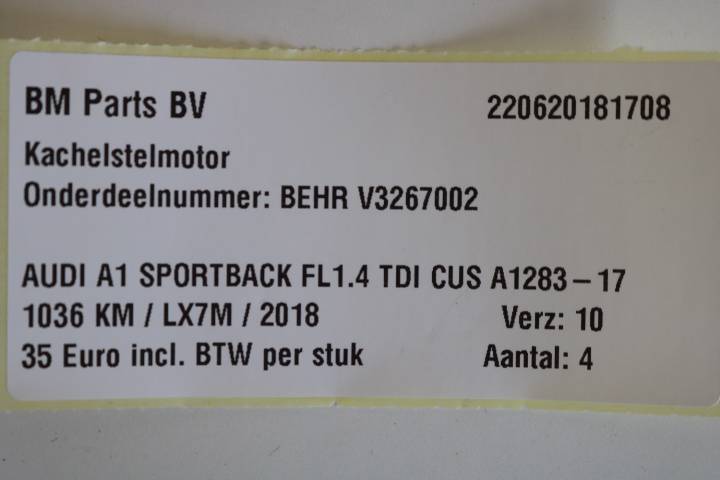 BM Parts BV 220620181708
Kachelstelmotor
Onderdeelnummer: BEHR V3267002
AUDI A1 SPORTBACK FL1.4 TDI CUS A1283-17
1036 KM / LX7M / 2018 Verz: 10
35 Euro incl. BTW per stuk Aantal: 4